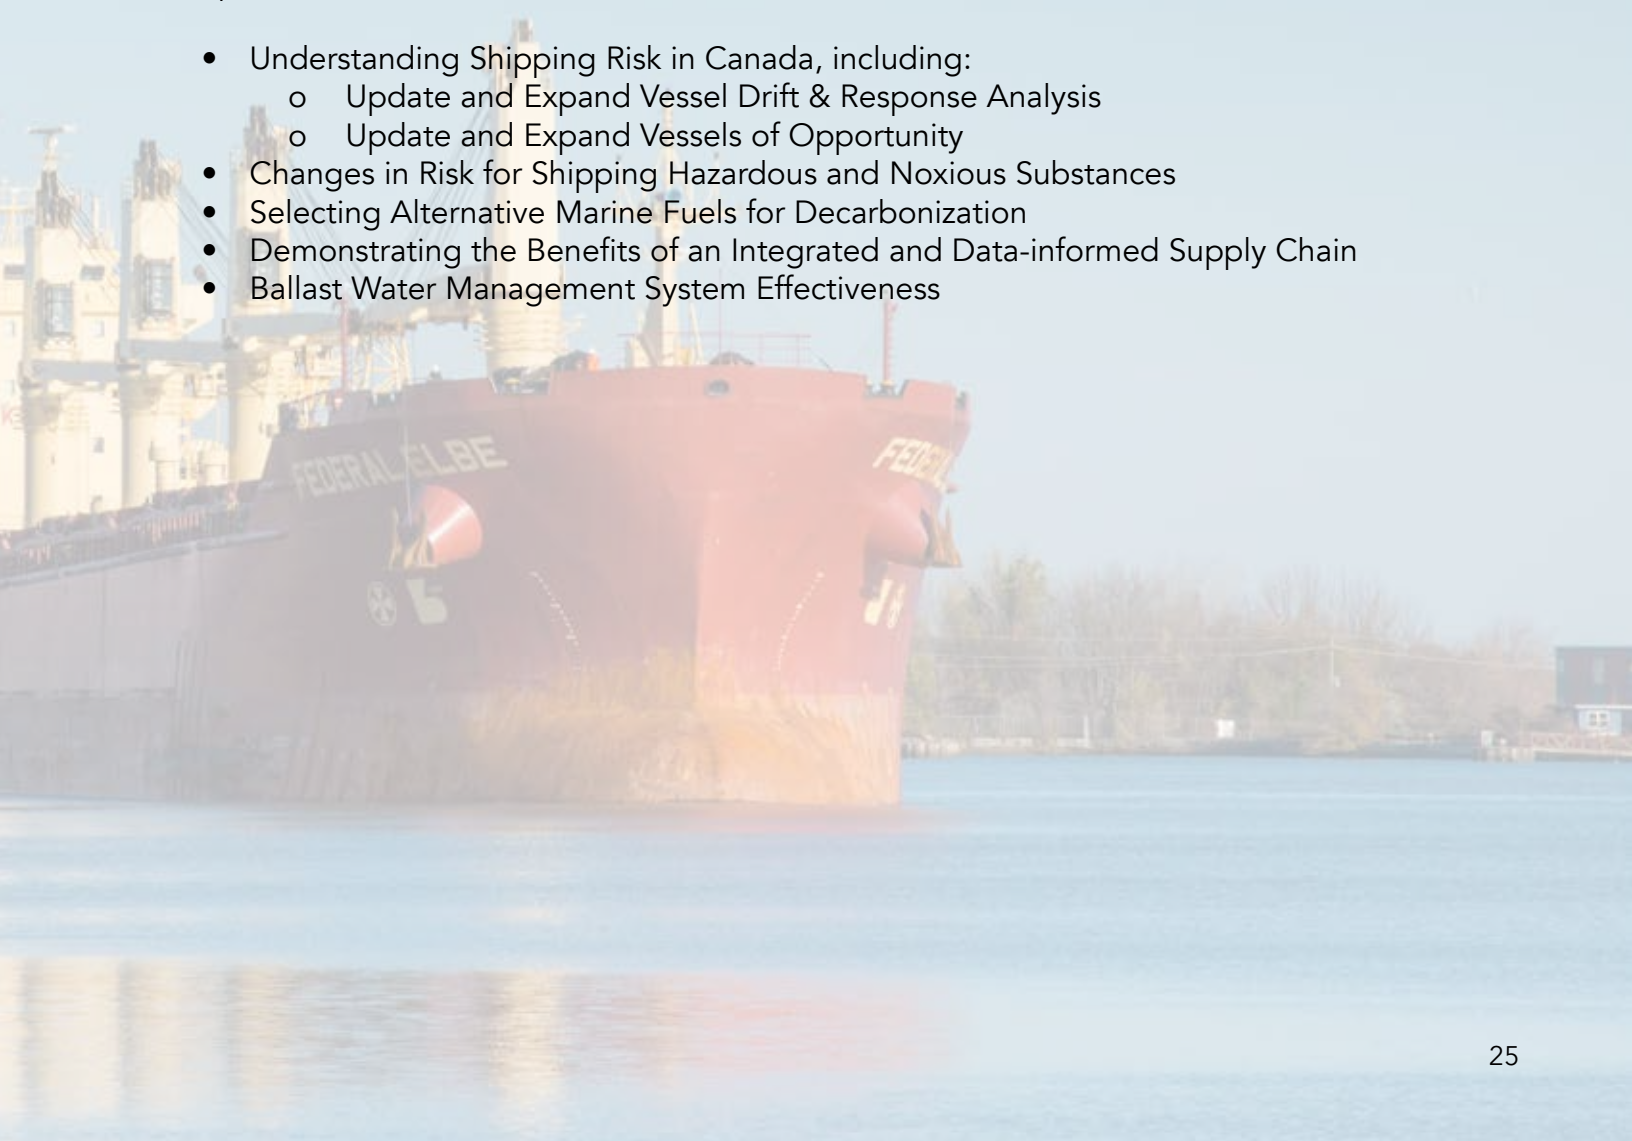 • Understanding Shipping Risk in Canada, including:
o Update and Expand Vessel Drift & Response Analysis
o Update and Expand Vessels of Opportunity
• Changes in Risk for Shipping Hazardous and Noxious Substances
• Selecting Alternative Marine Fuels for Decarbonization
• Demonstrating the Benefits of an Integrated and Data-informed Supply Chain
• Ballast Water Management System Effectiveness
FEDERAL ELBE
25